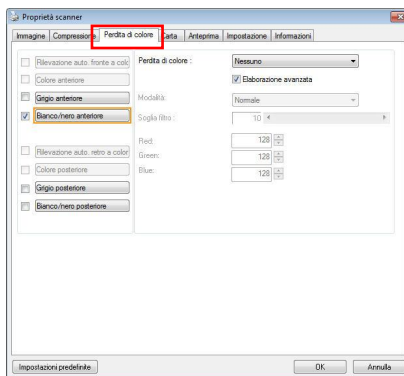 Proprietà scanner
Immagine Compressione Perdita di colore Carta Anteprima Impostazione Informazioni
Rilevazione auto. fronte a colo
Colore anteriore
Grigio anteriore
Bianco/nero anteriore
Rilevazione auto. retro a color
Colore posteriore
Grigio posteriore
Bianco/nero posteriore
Perdita di colore : Nessuno
Elaborazione avanzata
Modalità: Normale
Soglia filtro : 10
Red: 128
Green: 128
Blue: 128
Impostazioni predefinite OK Annulla